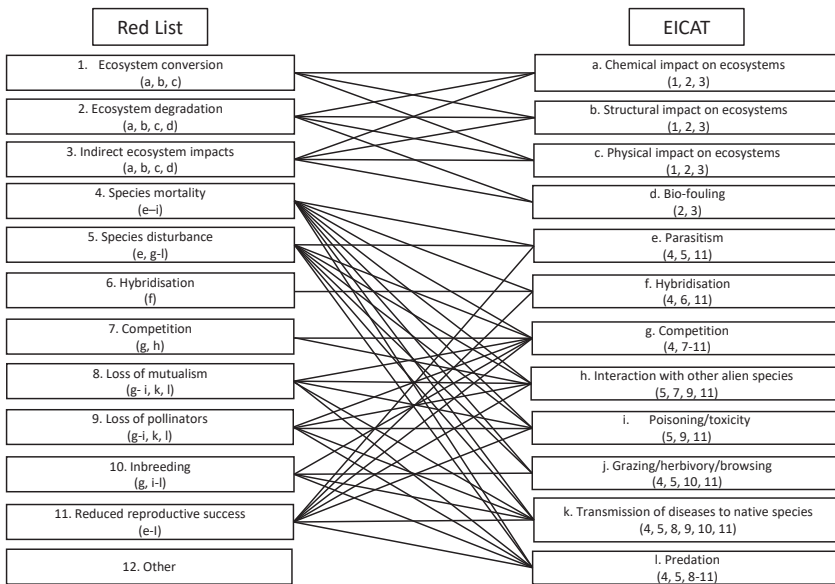 Red List
1. Ecosystem conversion
(a, b, c)
2. Ecosystem degradation
(a, b, c, d)
3. Indirect ecosystem impacts
(a, b, c, d)
4. Species mortality
(e–i)
5. Species disturbance
(e, g-l)
6. Hybridisation
(f)
7. Competition
(g, h)
8. Loss of mutualism
(g- i, k, l)
9. Loss of pollinators
(g-i, k, l)
10. Inbreeding
(g, i-l)
11. Reduced reproductive success
(e-l)
12. Other
EICAT
a. Chemical impact on ecosystems
(1, 2, 3)
b. Structural impact on ecosystems
(1, 2, 3)
c. Physical impact on ecosystems
(1, 2, 3)
d. Bio-fouling
(2, 3)
e. Parasitism
(4, 5, 11)
f. Hybridisation
(4, 6, 11)
g. Competition
(4, 7-11)
h. Interaction with other alien species
(5, 7, 9, 11)
i. Poisoning/toxicity
(5, 9, 11)
j. Grazing/herbivory/browsing
(4, 5, 10, 11)
k. Transmission of diseases to native species
(4, 5, 8, 9, 10, 11)
l. Predation
(4, 5, 8-11)